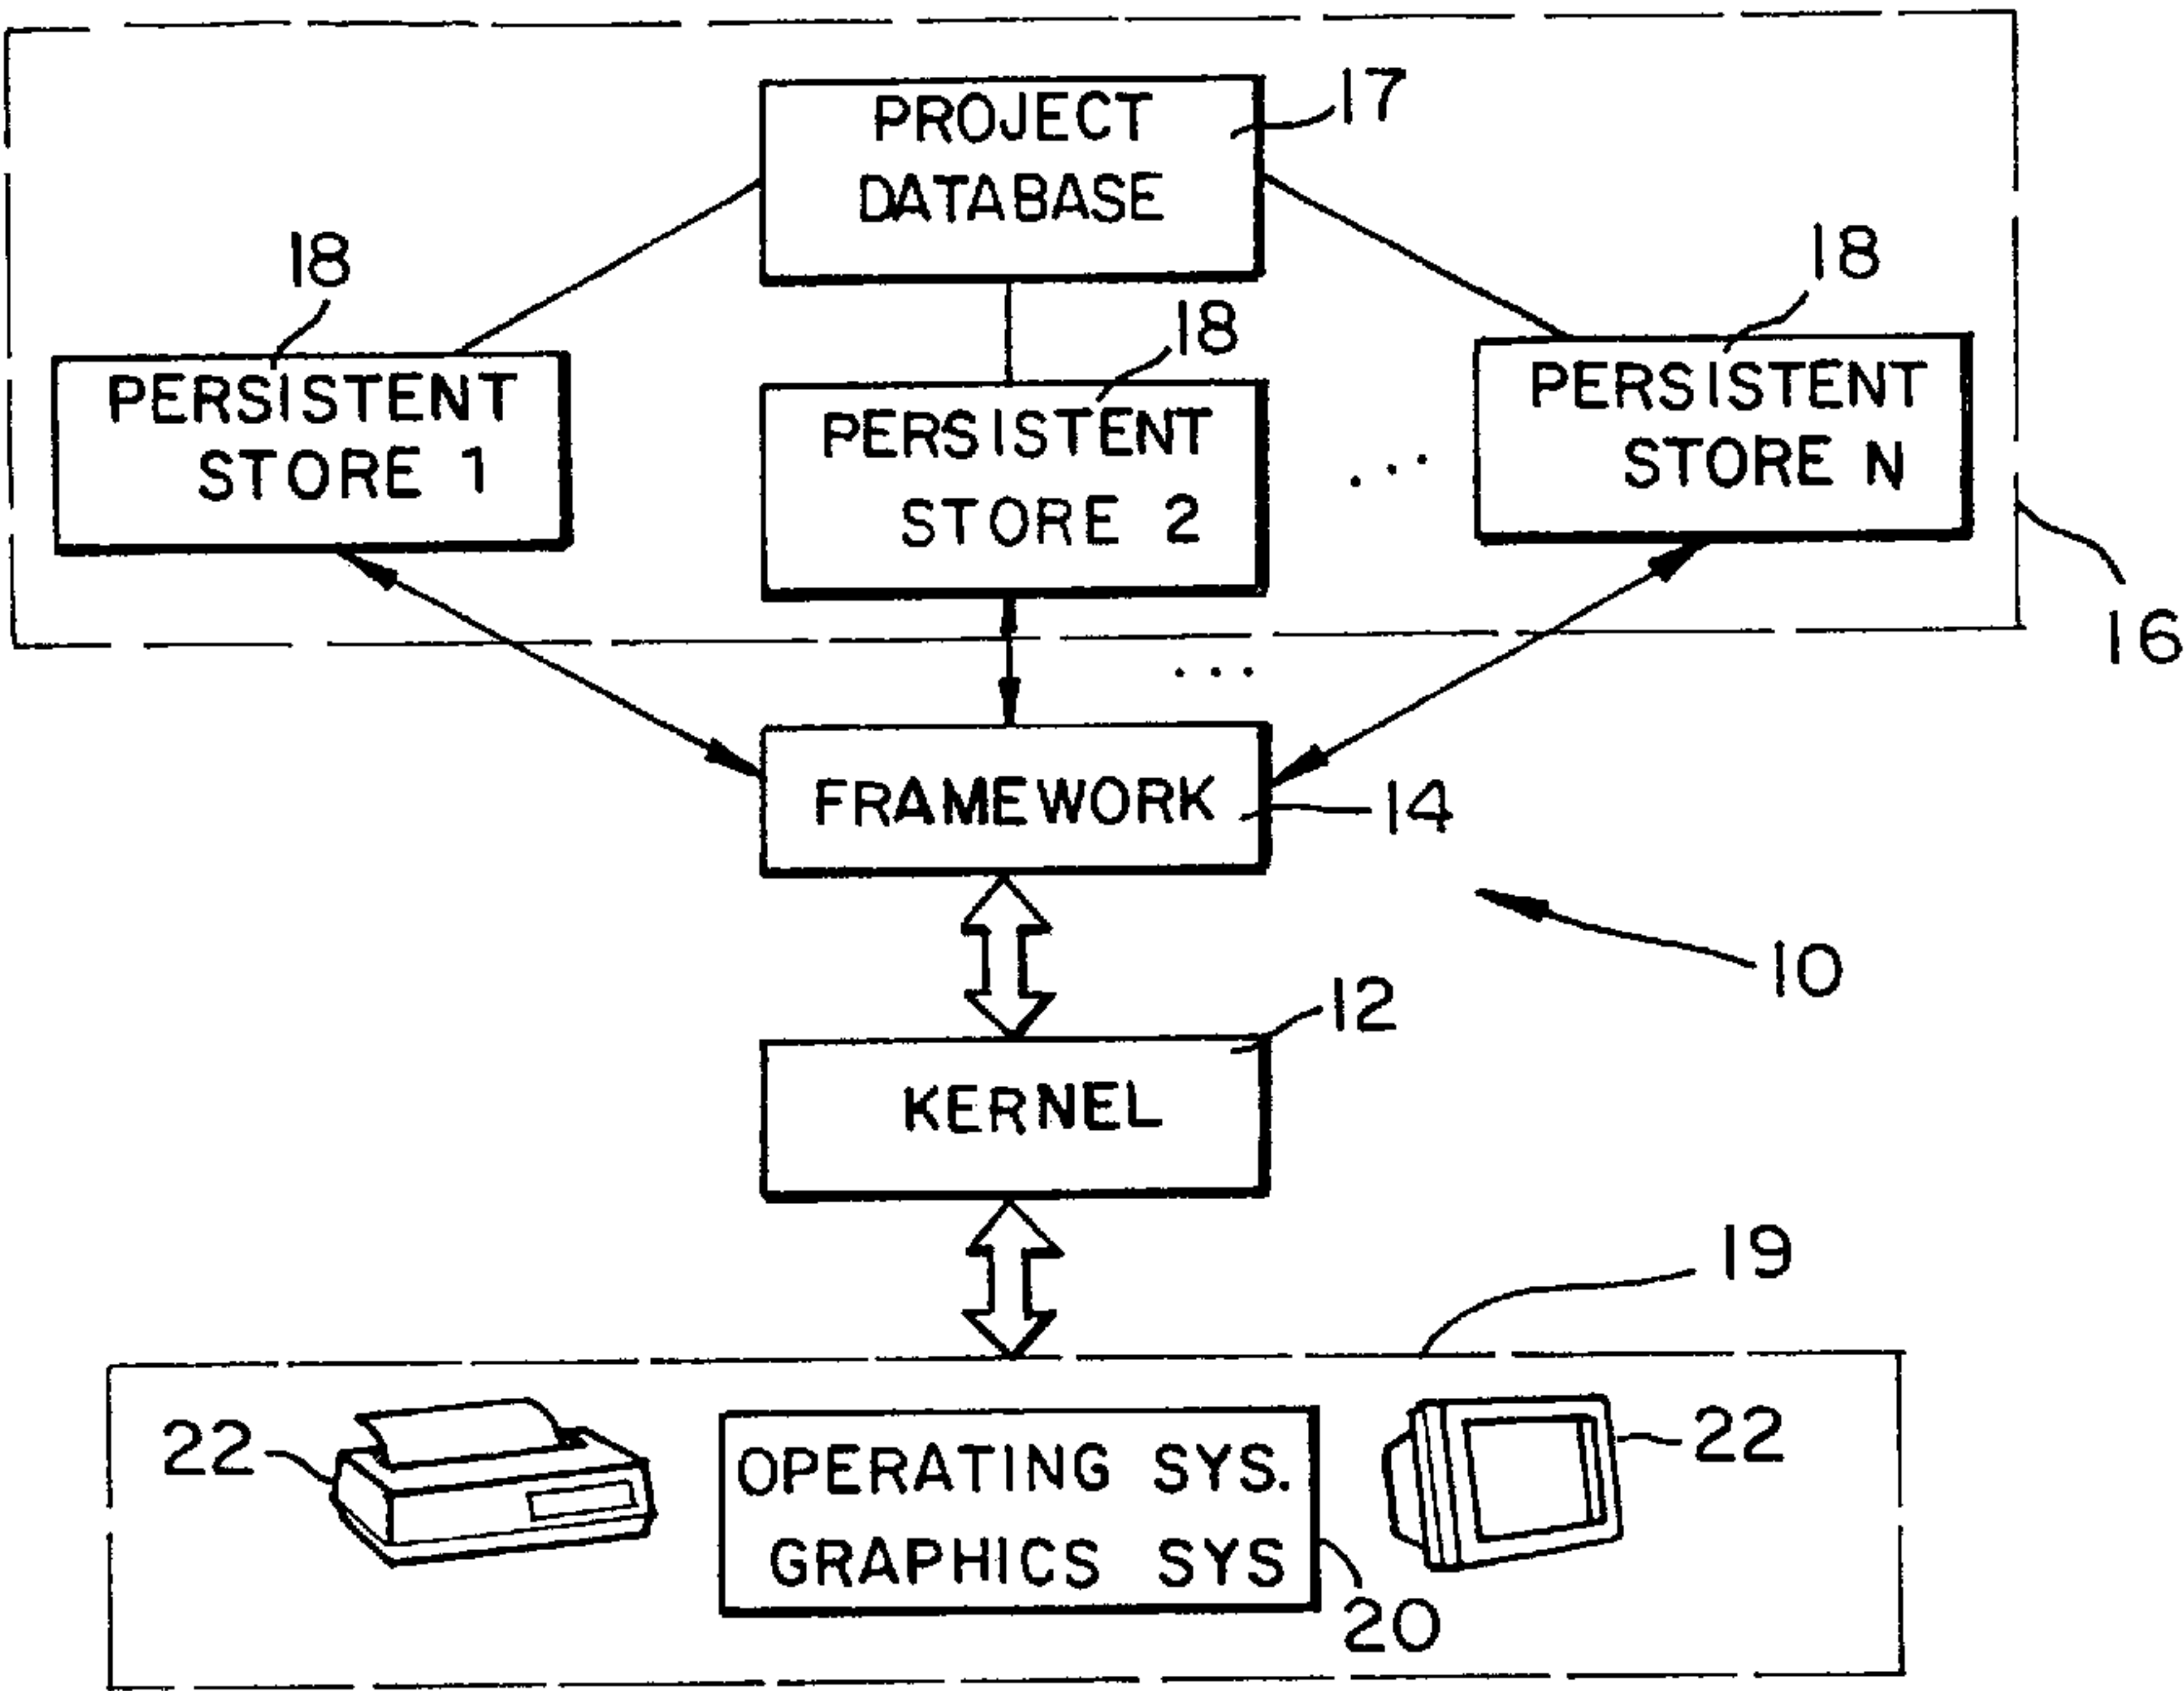 PROJECT
DATABASE
17
18
PERSISTENT
STORE 1
18
PERSISTENT
STORE 2
...
18
PERSISTENT
STORE N
16
...
FRAMEWORK
14
10
12
KERNEL
19
22
OPERATING SYS.
GRAPHICS SYS
20
22